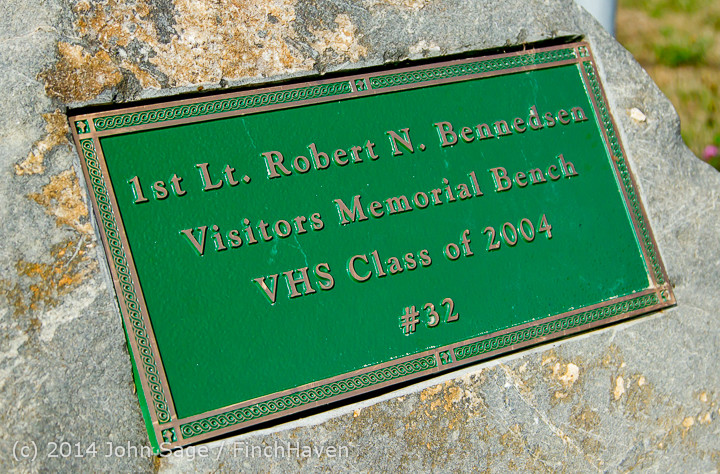 1st Lt. Robert N. Bennedsen
Visitors Memorial Bench
VHS Class of 2004
#32
(c) 2014 John Sage / FinchHaven